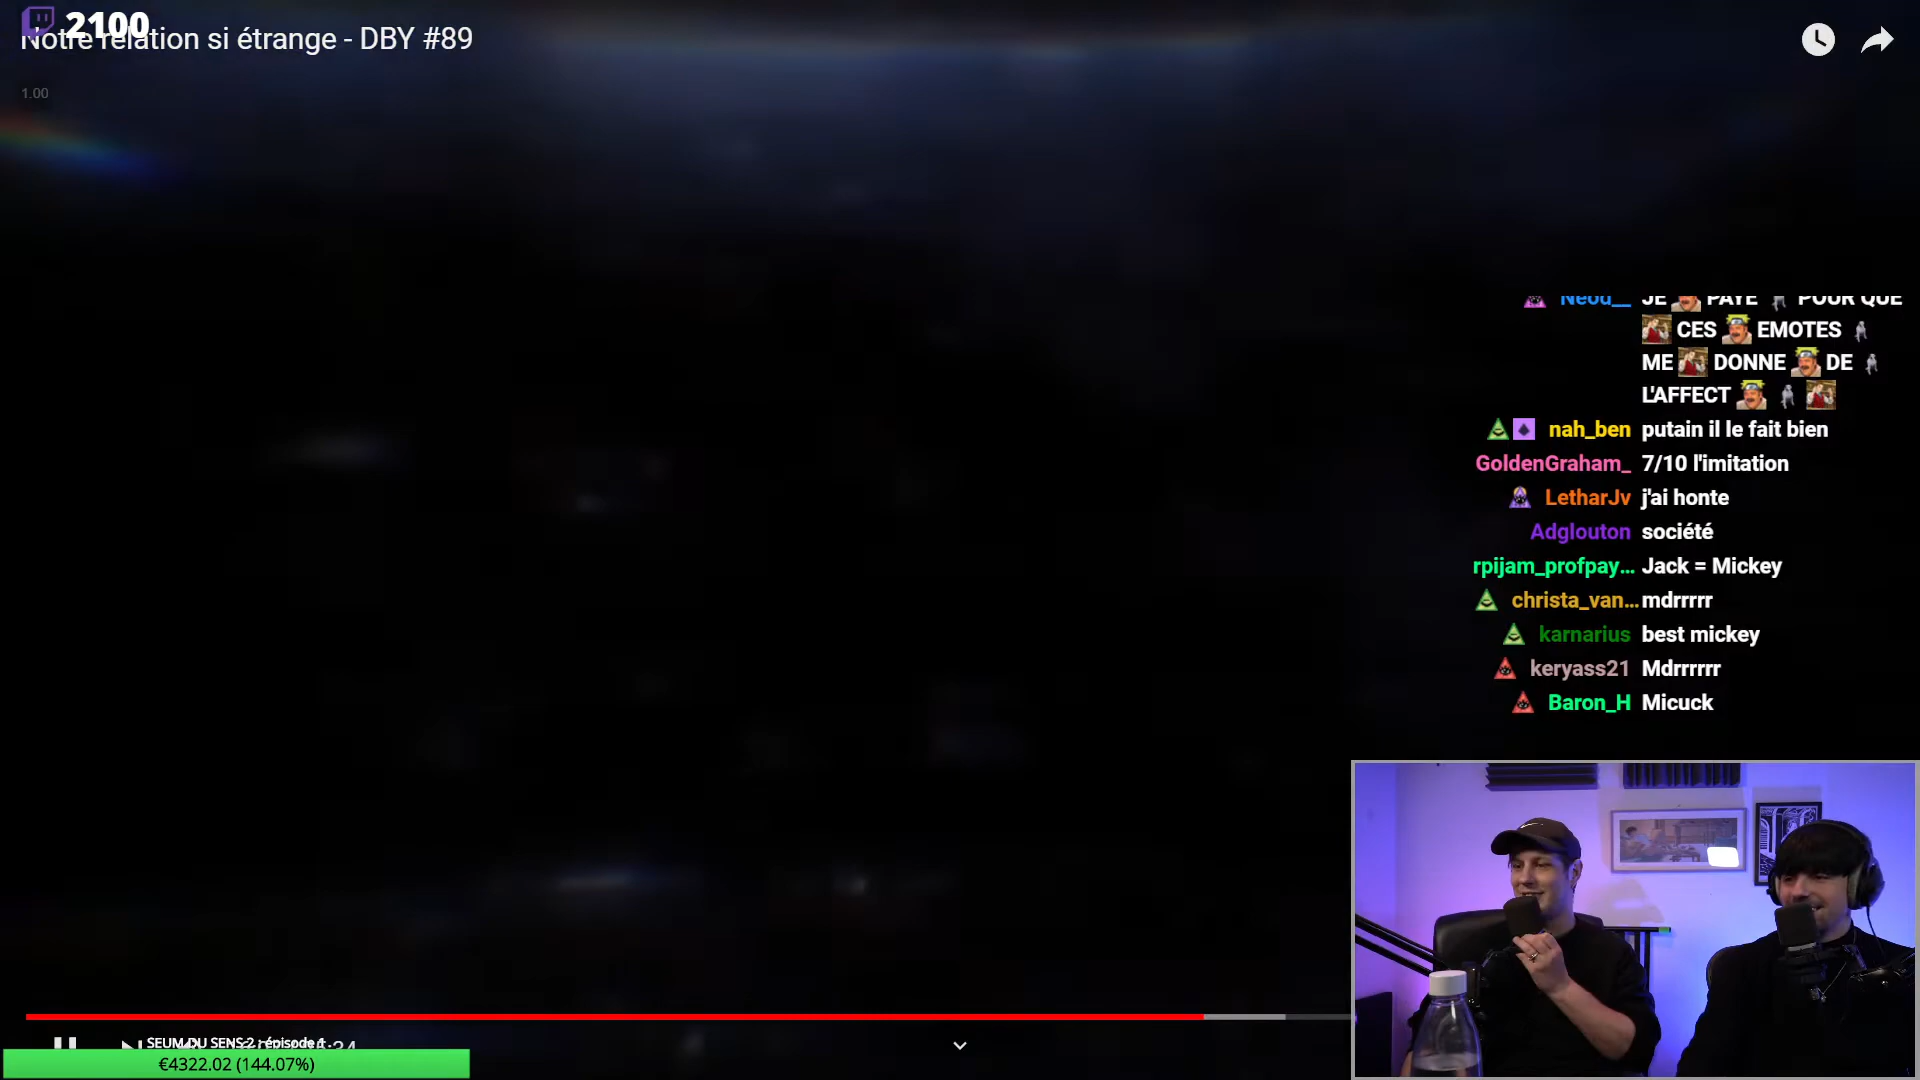 2100
Notre relation si étrange - DBY #89
1.00
Neod__ JE PAYE POUR QUE
CES EMOTES
ME DONNE DE
L'AFFECT
nah_ben putain il le fait bien
GoldenGraham_ 7/10 l'imitation
LetharJv j'ai honte
Adglouton société
rpijam_profpay... Jack = Mickey
christa_van... mdrrrrr
karnarius best mickey
keryass21 Mdrrrrrr
Baron_H Micuck
SEUM DU SENS 2 : épisode 1
€4322.02 (144.07%)